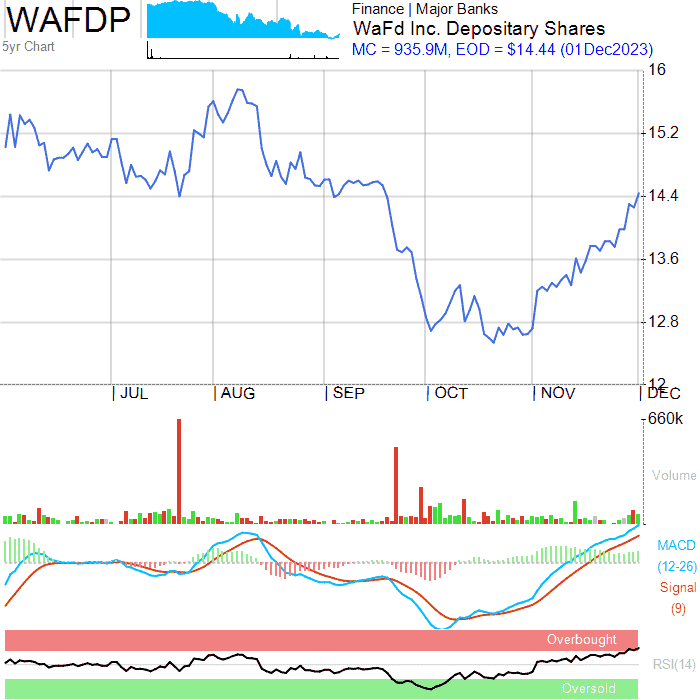 WAFDP
5yr Chart
Finance | Major Banks
WaFd Inc. Depositary Shares
MC = 935.9M, EOD = $14.44 (01Dec2023)
16
15.2
14.4
13.6
12.8
12
JUL AUG SEP OCT NOV DEC
660k
Volume
MACD
(12-26)
Signal
(9)
Overbought
RSI(14)
Oversold